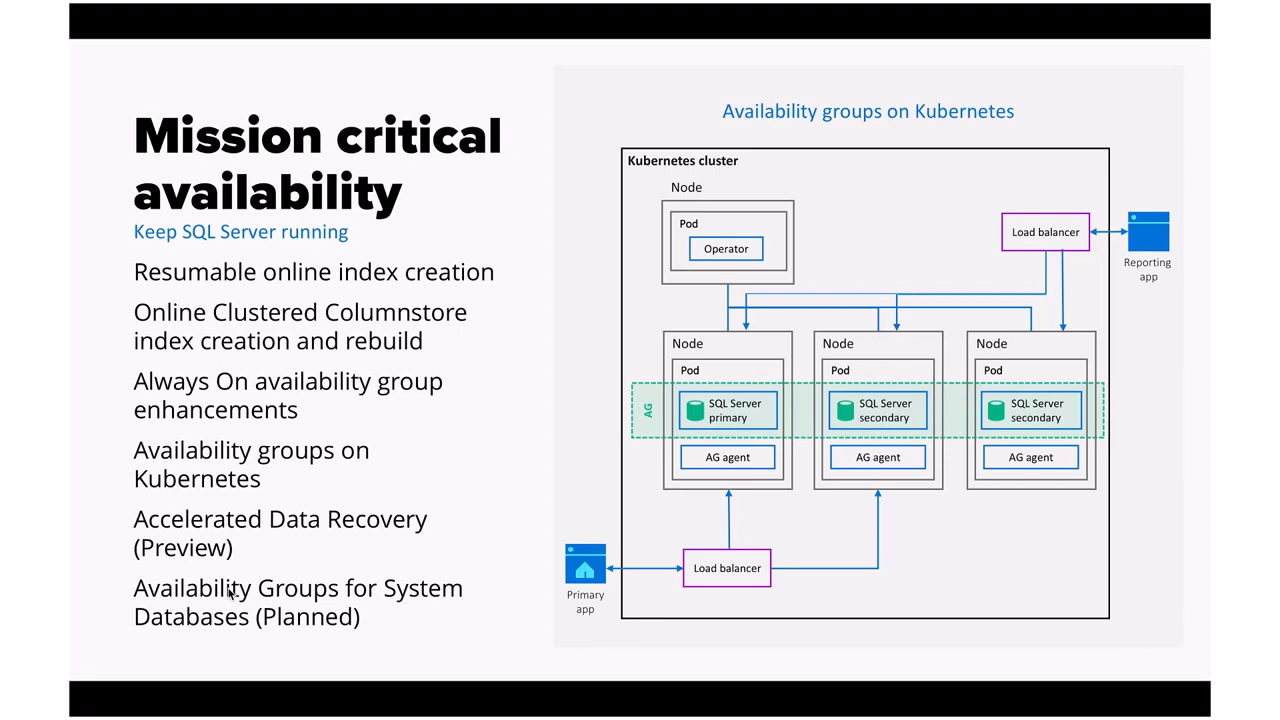 Mission critical
availability
Keep SQL Server running
Resumable online index creation
Online Clustered Columnstore
index creation and rebuild
Always On availability group
enhancements
Availability groups on
Kubernetes
Accelerated Data Recovery
(Preview)
Availability Groups for System
Databases (Planned)
Availability groups on Kubernetes
Kubernetes cluster
Node
Pod
Operator
Load balancer
Reporting
app
Node
Pod
SQL Server
primary
AG agent
Node
Pod
SQL Server
secondary
AG agent
Node
Pod
SQL Server
secondary
AG agent
AG
Load balancer
Primary
app